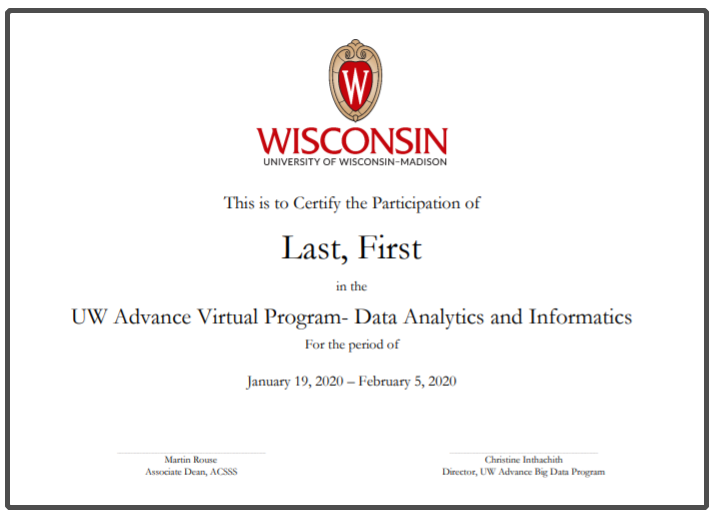 W
WISCONSIN
UNIVERSITY OF WISCONSIN–MADISON
This is to Certify the Participation of
Last, First
in the
UW Advance Virtual Program- Data Analytics and Informatics
For the period of
January 19, 2020 – February 5, 2020
Martin Rouse
Associate Dean, ACSSS
Christine Inthachith
Director, UW Advance Big Data Program